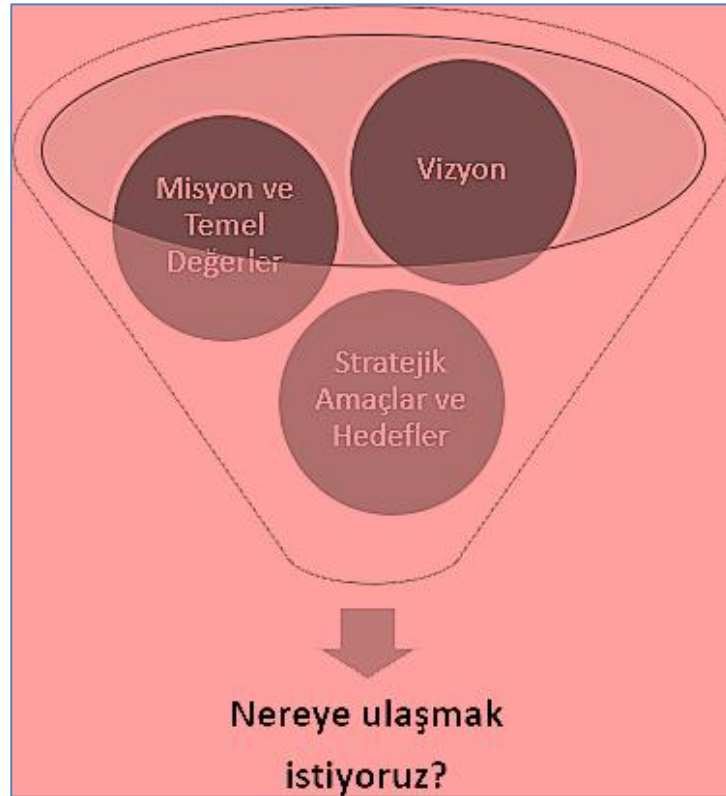 Misyon ve
Temel
Değerler
Vizyon
Stratejik
Amaçlar ve
Hedefler
Nereye ulaşmak
istiyoruz?